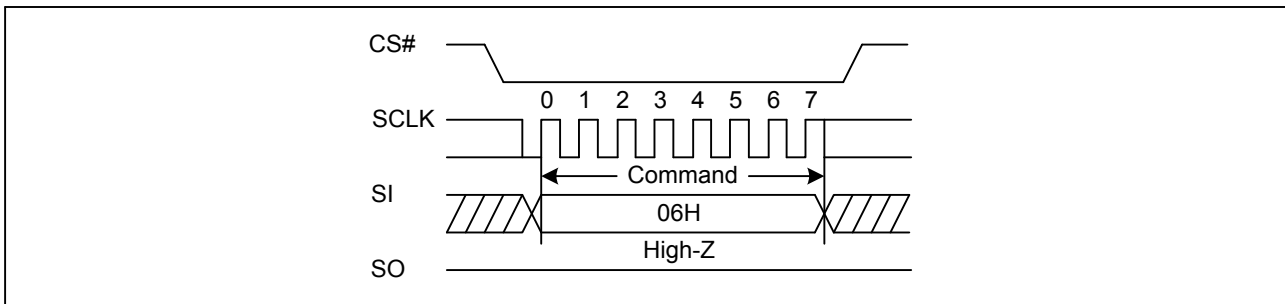 CS#
0 1 2 3 4 5 6 7
SCLK
Command
SI
06H
High-Z
SO